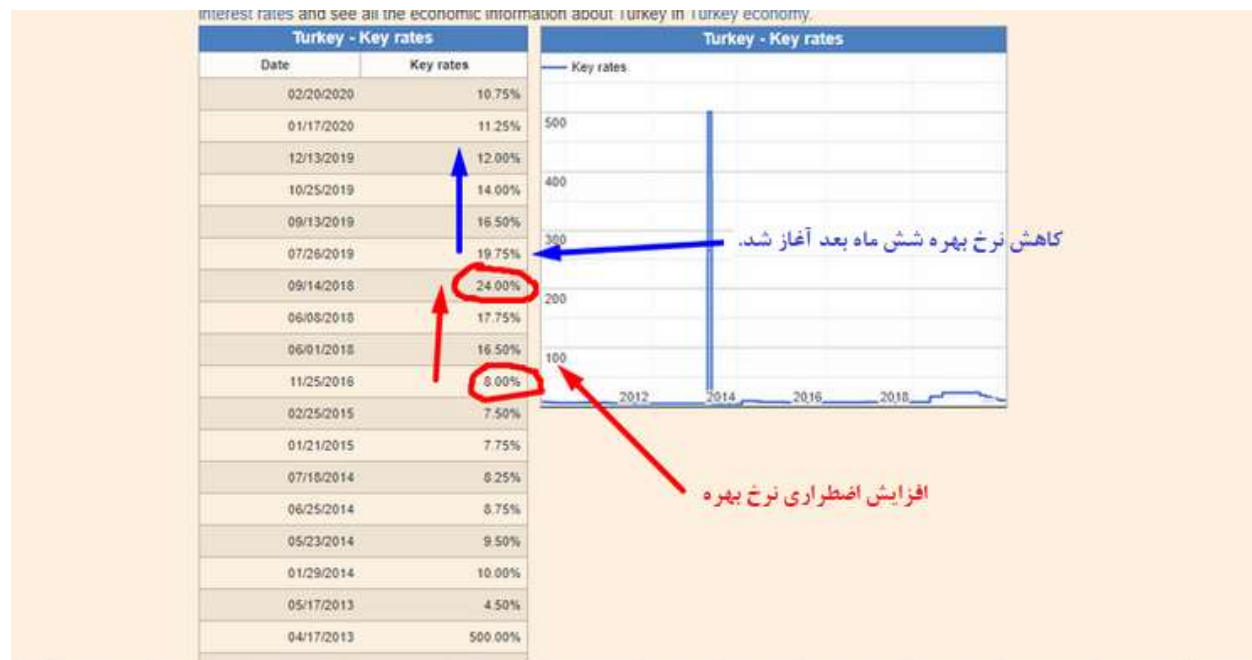 interest rates and see all the economic information about Turkey in Turkey economy.
Turkey - Key rates
Date Key rates
02/20/2020 10.75%
01/17/2020 11.25%
12/13/2019 12.00%
10/25/2019 14.00%
09/13/2019 16.50%
07/26/2019 19.75%
09/14/2018 24.00%
06/08/2018 17.75%
06/01/2018 16.50%
11/25/2016 8.00%
02/25/2015 7.50%
01/21/2015 7.75%
07/18/2014 8.25%
06/25/2014 8.75%
05/23/2014 9.50%
01/29/2014 10.00%
05/17/2013 4.50%
04/17/2013 500.00%
Turkey - Key rates
Key rates
500
400
300
200
100
2012 2014 2016 2018
کاهش نرخ بهره شش ماه بعد آغاز شد.
افزایش اضطراری نرخ بهره